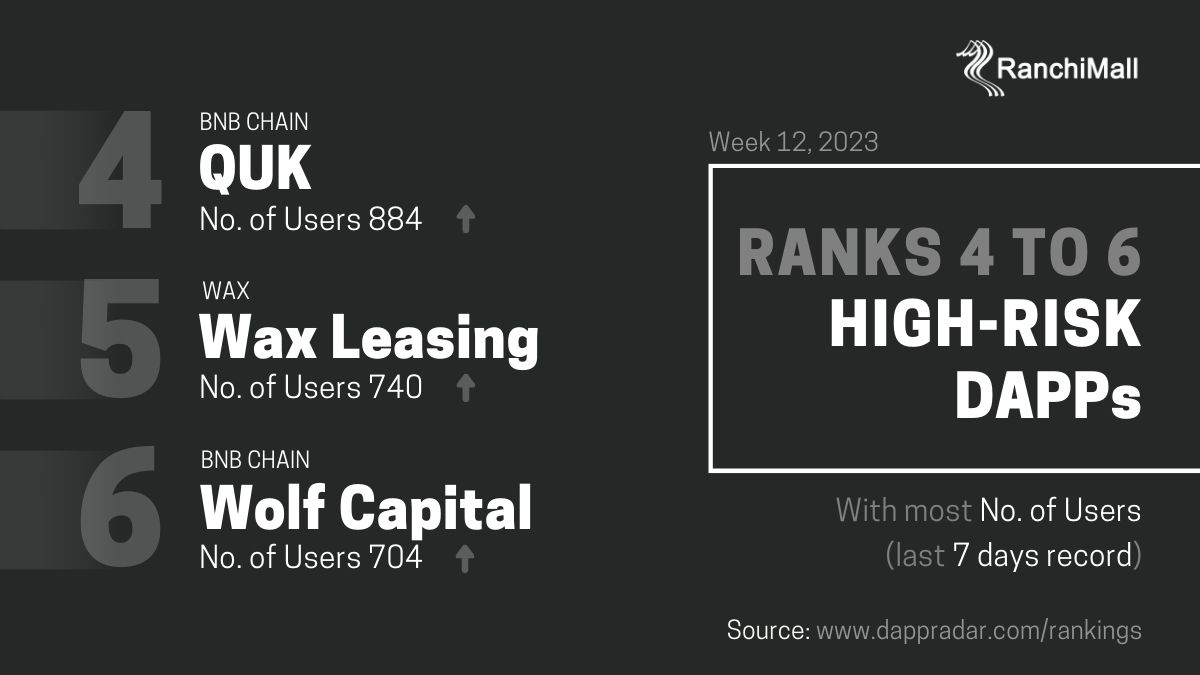 RanchiMall
4
BNB CHAIN
QUK
No. of Users 884
5
WAX
Wax Leasing
No. of Users 740
6
BNB CHAIN
Wolf Capital
No. of Users 704
Week 12, 2023
RANKS 4 TO 6
HIGH-RISK
DAPPs
With most No. of Users
(last 7 days record)
Source: www.dappradar.com/rankings